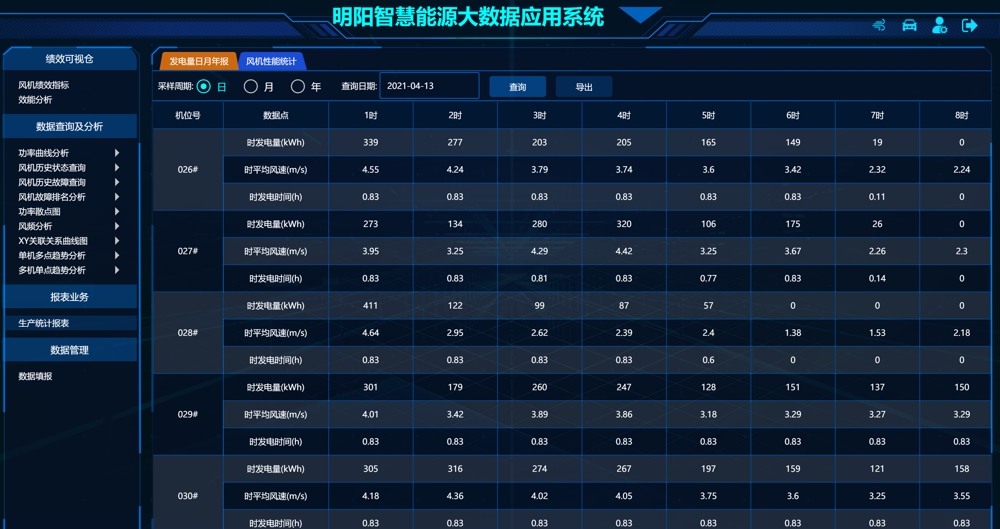 明阳智慧能源大数据应用系统
绩效可视仓
风机绩效指标
效能分析
数据查询及分析
功率曲线分析
风机历史状态查询
风机历史故障查询
风机故障排名分析
功率散点图
风频分析
XY关联关系曲线图
单机多点趋势分析
多机单点趋势分析
报表业务
生产统计报表
数据管理
数据填报
发电量日月年报 风机性能统计
采样周期: 日 月 年 查询日期: 2021-04-13 查询 导出
机位号 数据点 1时 2时 3时 4时 5时 6时 7时 8时
026#
时发电量(kWh) 339 277 203 205 165 149 19 0
时平均风速(m/s) 4.55 4.24 3.79 3.74 3.6 3.42 2.32 2.24
时发电时间(h) 0.83 0.83 0.83 0.83 0.83 0.83 0.11 0
027#
时发电量(kWh) 273 134 280 320 106 175 26 0
时平均风速(m/s) 3.95 3.25 4.29 4.42 3.25 3.67 2.26 2.3
时发电时间(h) 0.83 0.83 0.81 0.83 0.77 0.83 0.14 0
028#
时发电量(kWh) 411 122 99 87 57 0 0 0
时平均风速(m/s) 4.64 2.95 2.62 2.39 2.4 1.38 1.53 2.18
时发电时间(h) 0.83 0.83 0.83 0.83 0.6 0 0 0
029#
时发电量(kWh) 301 179 260 247 128 151 137 150
时平均风速(m/s) 4.01 3.42 3.89 3.86 3.18 3.29 3.27 3.29
时发电时间(h) 0.83 0.83 0.83 0.83 0.83 0.83 0.83 0.83
030#
时发电量(kWh) 305 316 274 267 197 159 121 158
时平均风速(m/s) 4.18 4.36 4.02 4.05 3.75 3.6 3.25 3.55
时发电时间(h) 0.83 0.83 0.83 0.83 0.83 0.83 0.83 0.83